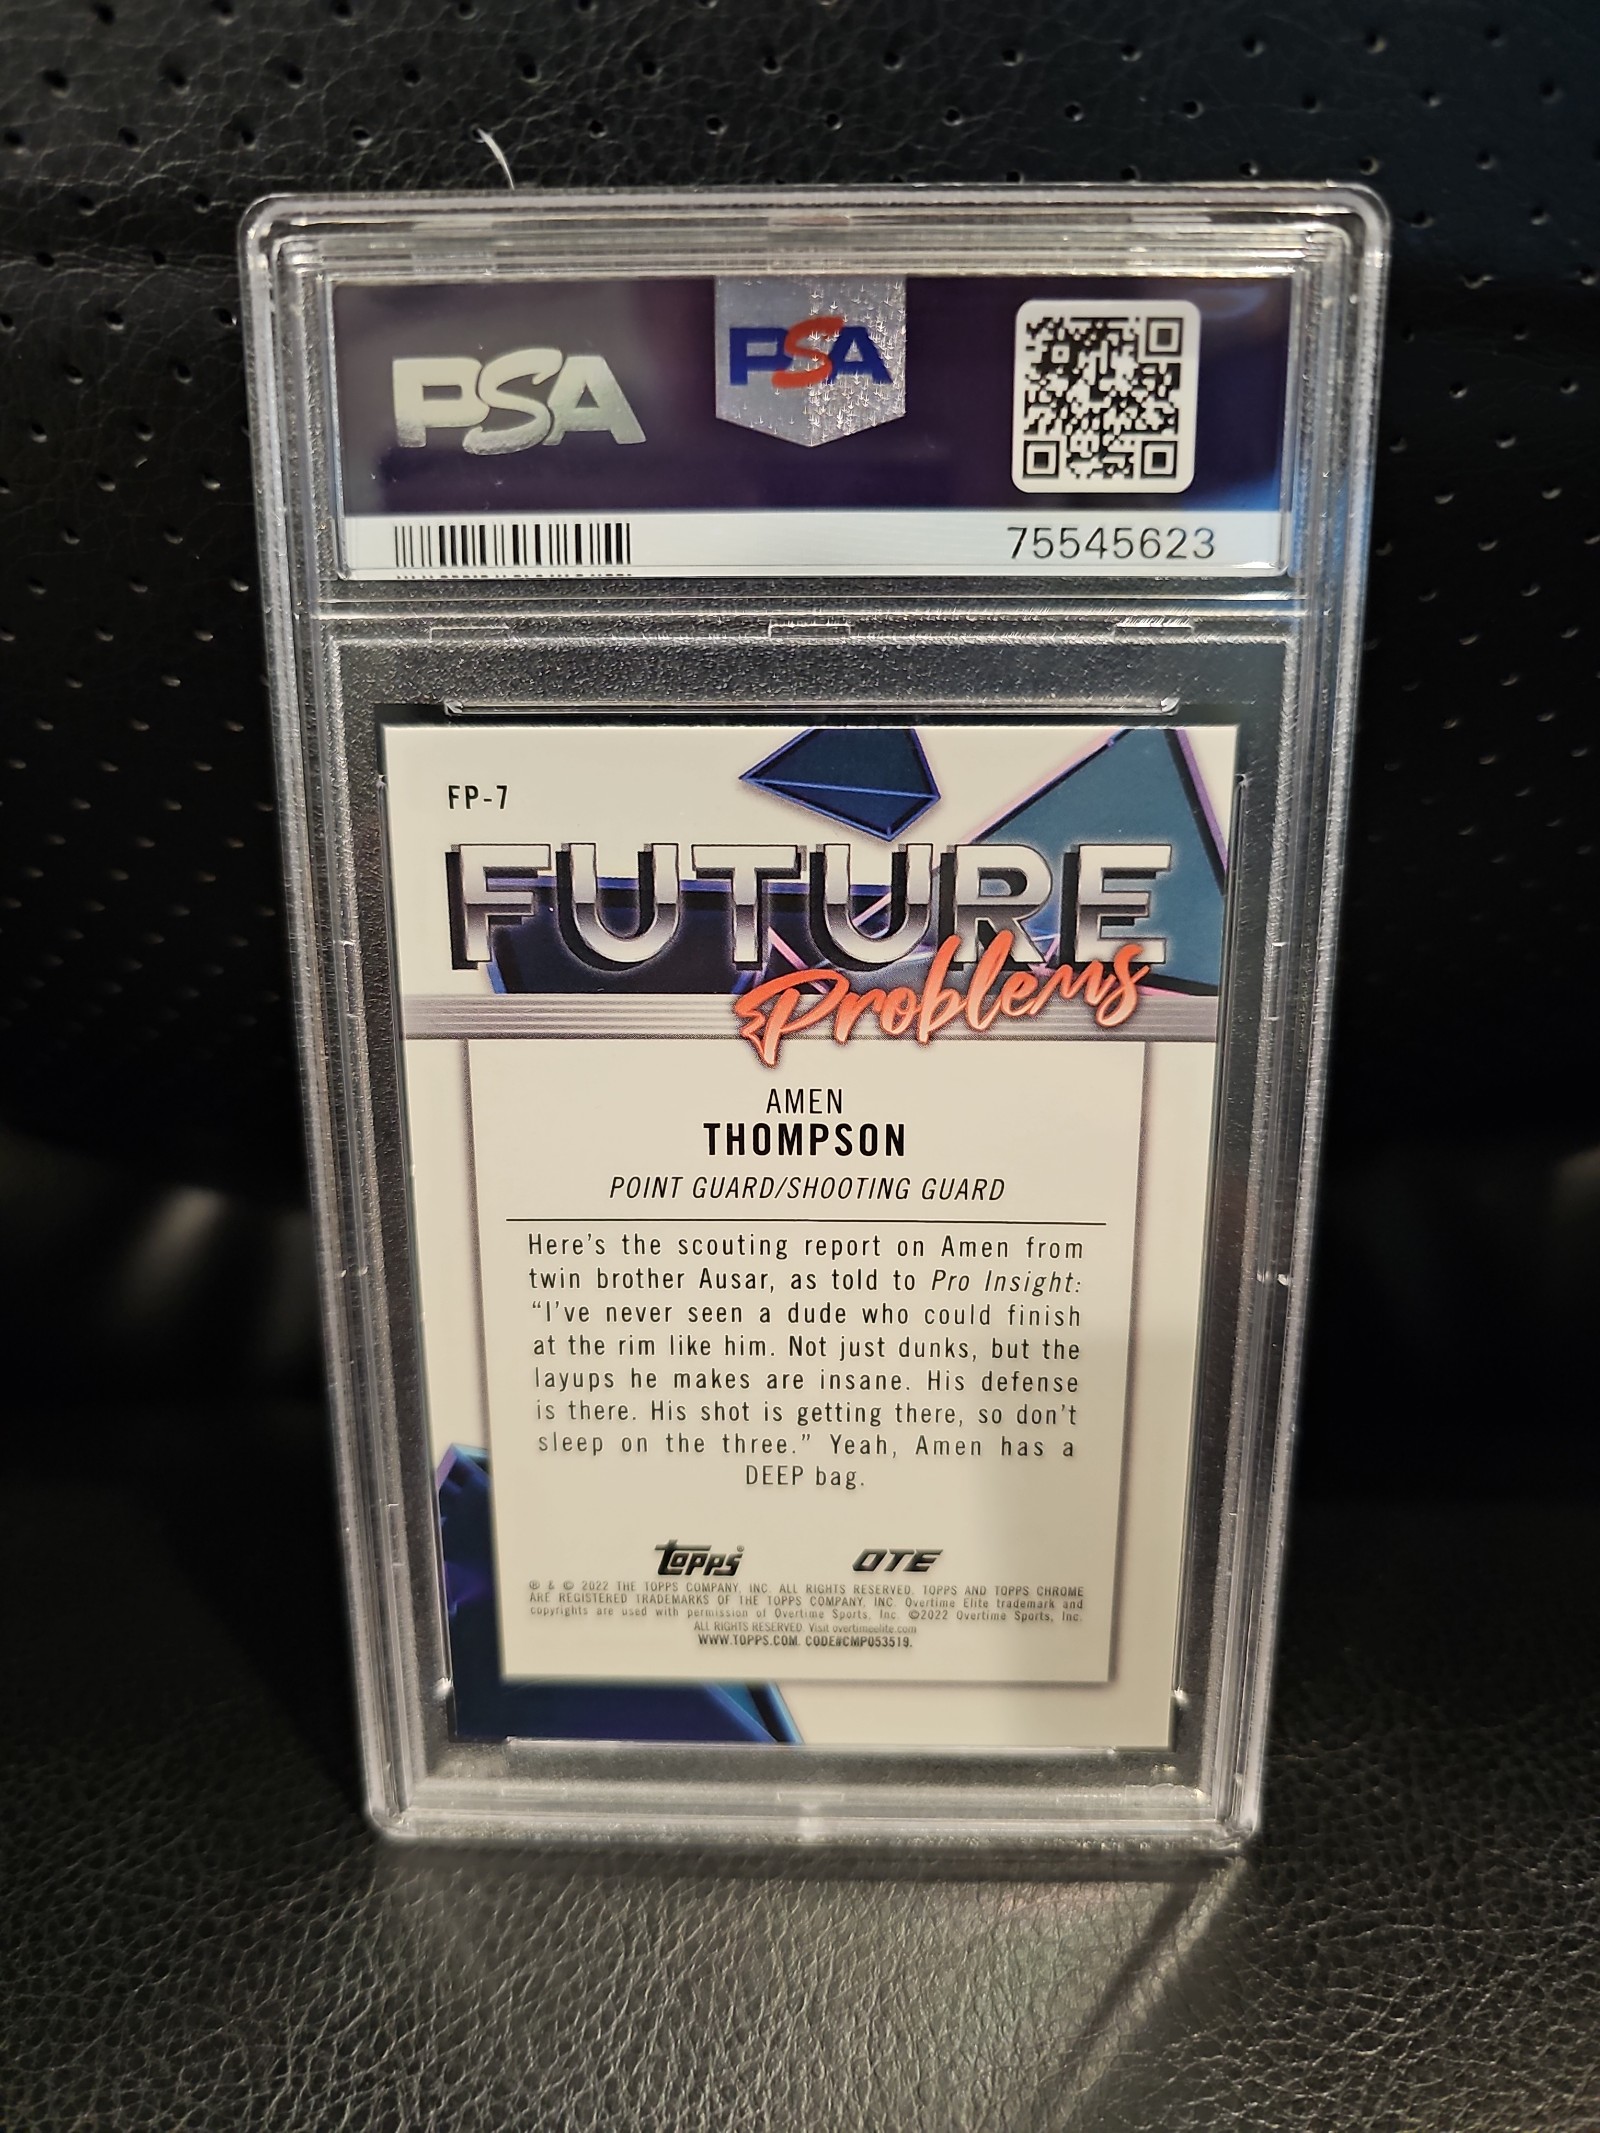 PSA PSA
75545623
FP-7
FUTURE
Problems
AMEN
THOMPSON
POINT GUARD/SHOOTING GUARD
Here's the scouting report on Amen from
twin brother Ausar, as told to Pro Insight:
“I've never seen a dude who could finish
at the rim like him. Not just dunks, but the
layups he makes are insane. His defense
is there. His shot is getting there, so don't
sleep on the three.” Yeah, Amen has a
DEEP bag.
Topps® OTE
® & © 2022 THE TOPPS COMPANY, INC. ALL RIGHTS RESERVED. TOPPS AND TOPPS CHROME
ARE REGISTERED TRADEMARKS OF THE TOPPS COMPANY, INC. Overtime Elite trademark and
copyrights are used with permission of Overtime Sports, Inc. ©2022 Overtime Sports, Inc.
ALL RIGHTS RESERVED. Visit overtimeelite.com
WWW.TOPPS.COM. CODE#CMP053519.